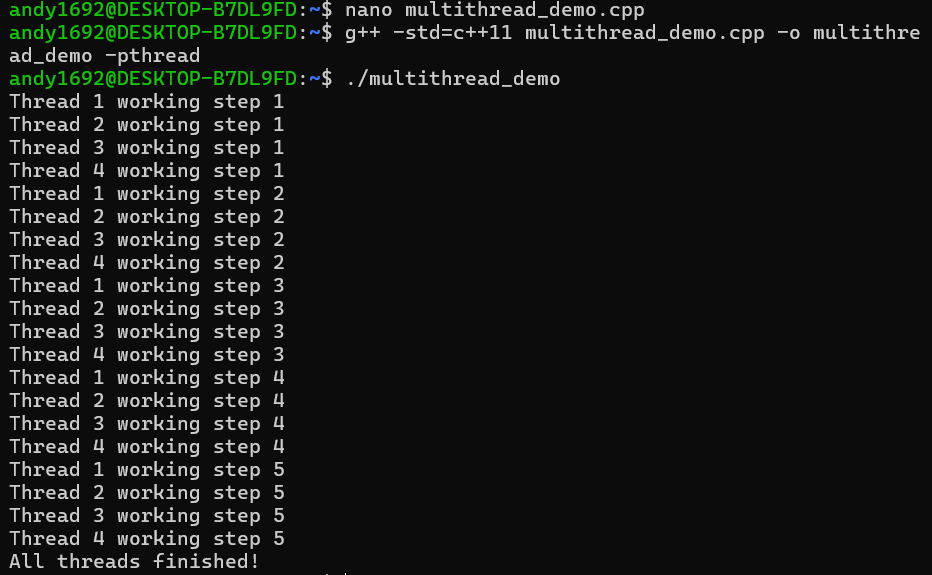 andy1692@DESKTOP-B7DL9FD:~$ nano multithread_demo.cpp
andy1692@DESKTOP-B7DL9FD:~$ g++ -std=c++11 multithread_demo.cpp -o multithre
ad_demo -pthread
andy1692@DESKTOP-B7DL9FD:~$ ./multithread_demo
Thread 1 working step 1
Thread 2 working step 1
Thread 3 working step 1
Thread 4 working step 1
Thread 1 working step 2
Thread 2 working step 2
Thread 3 working step 2
Thread 4 working step 2
Thread 1 working step 3
Thread 2 working step 3
Thread 3 working step 3
Thread 4 working step 3
Thread 1 working step 4
Thread 2 working step 4
Thread 3 working step 4
Thread 4 working step 4
Thread 1 working step 5
Thread 2 working step 5
Thread 3 working step 5
Thread 4 working step 5
All threads finished!